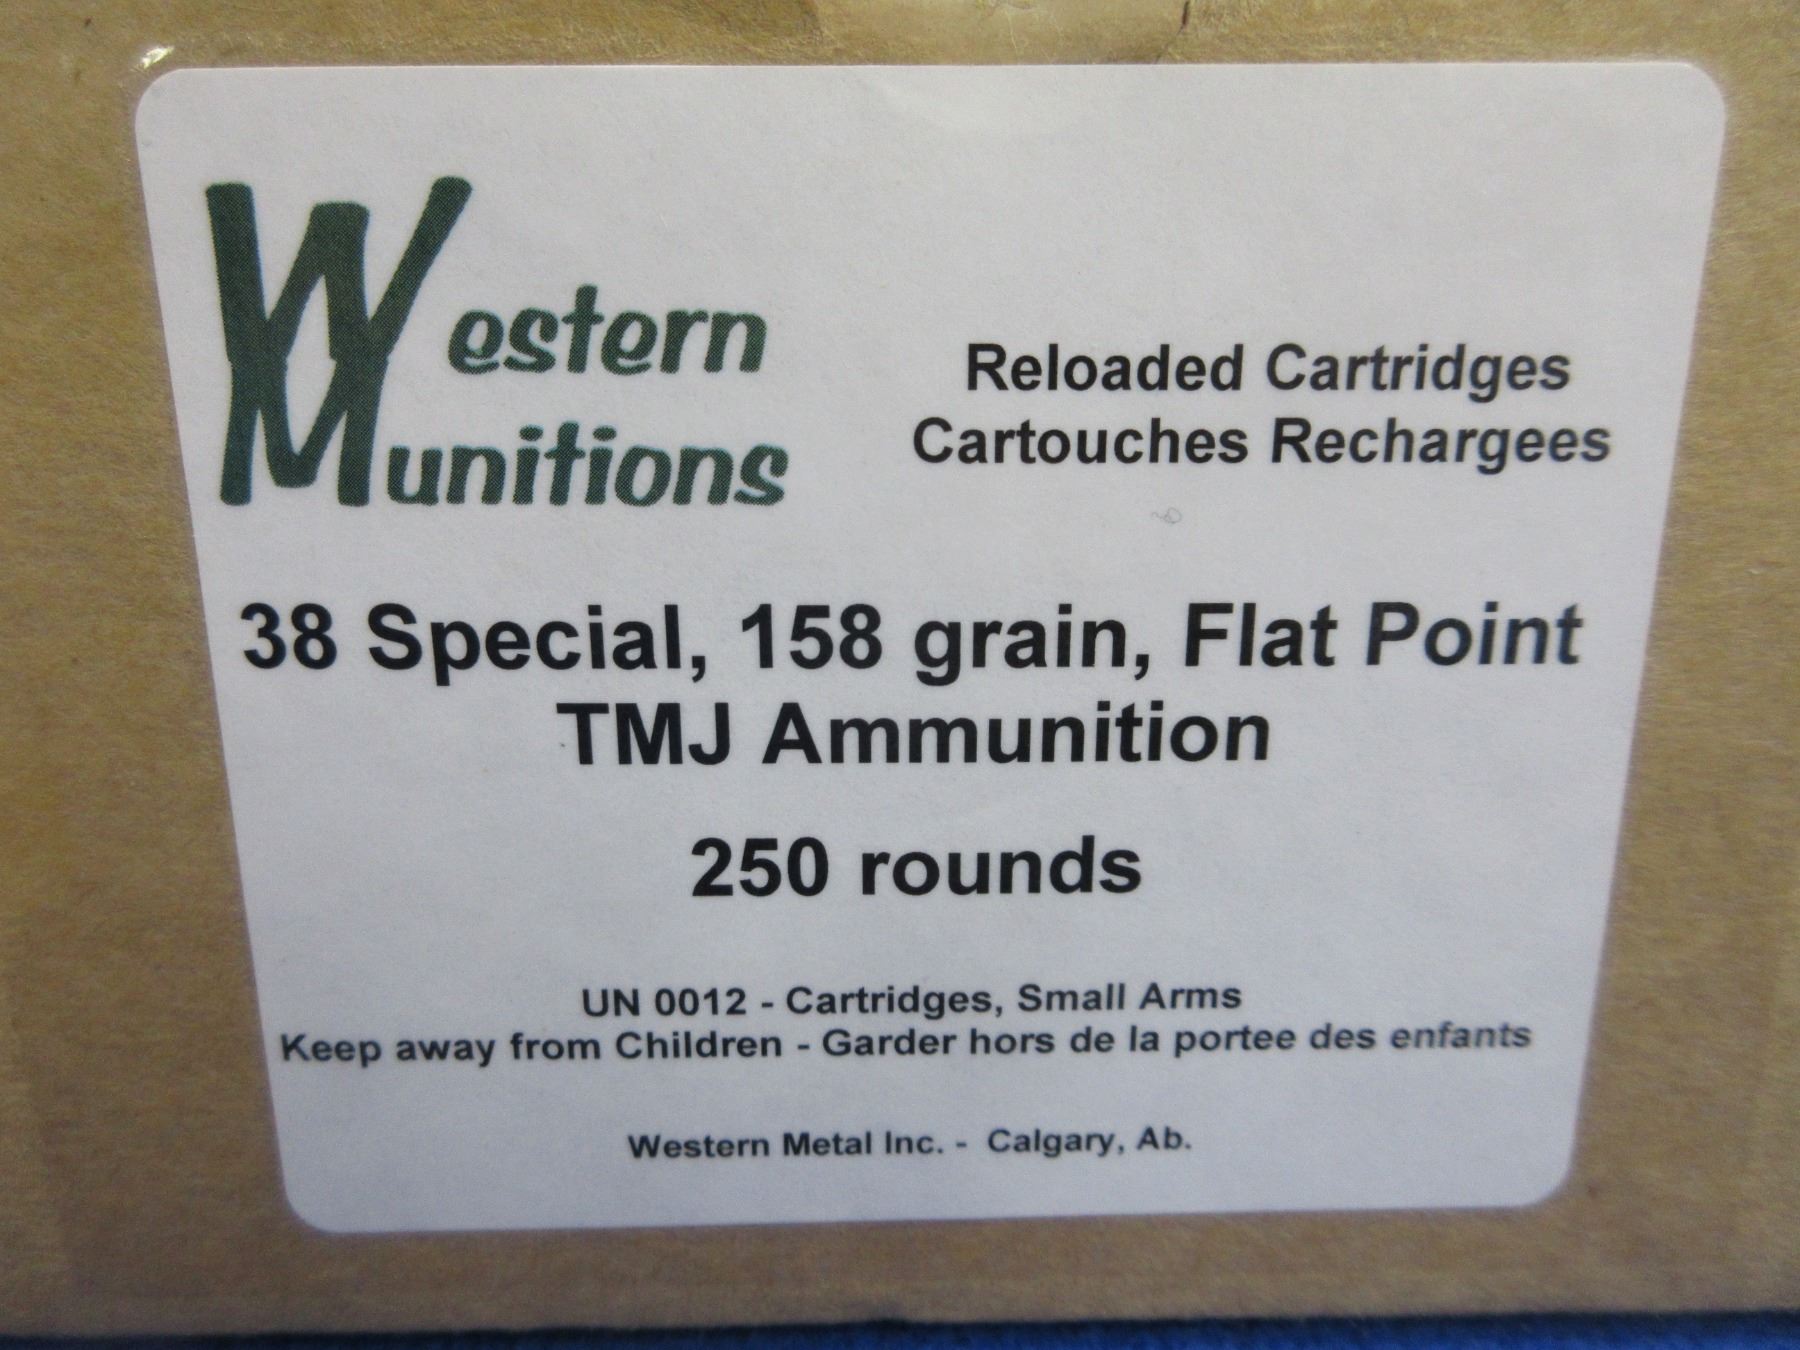 Western
Munitions
Reloaded Cartridges
Cartouches Rechargees
38 Special, 158 grain, Flat Point
TMJ Ammunition
250 rounds
UN 0012 - Cartridges, Small Arms
Keep away from Children - Garder hors de la portee des enfants
Western Metal Inc. - Calgary, Ab.